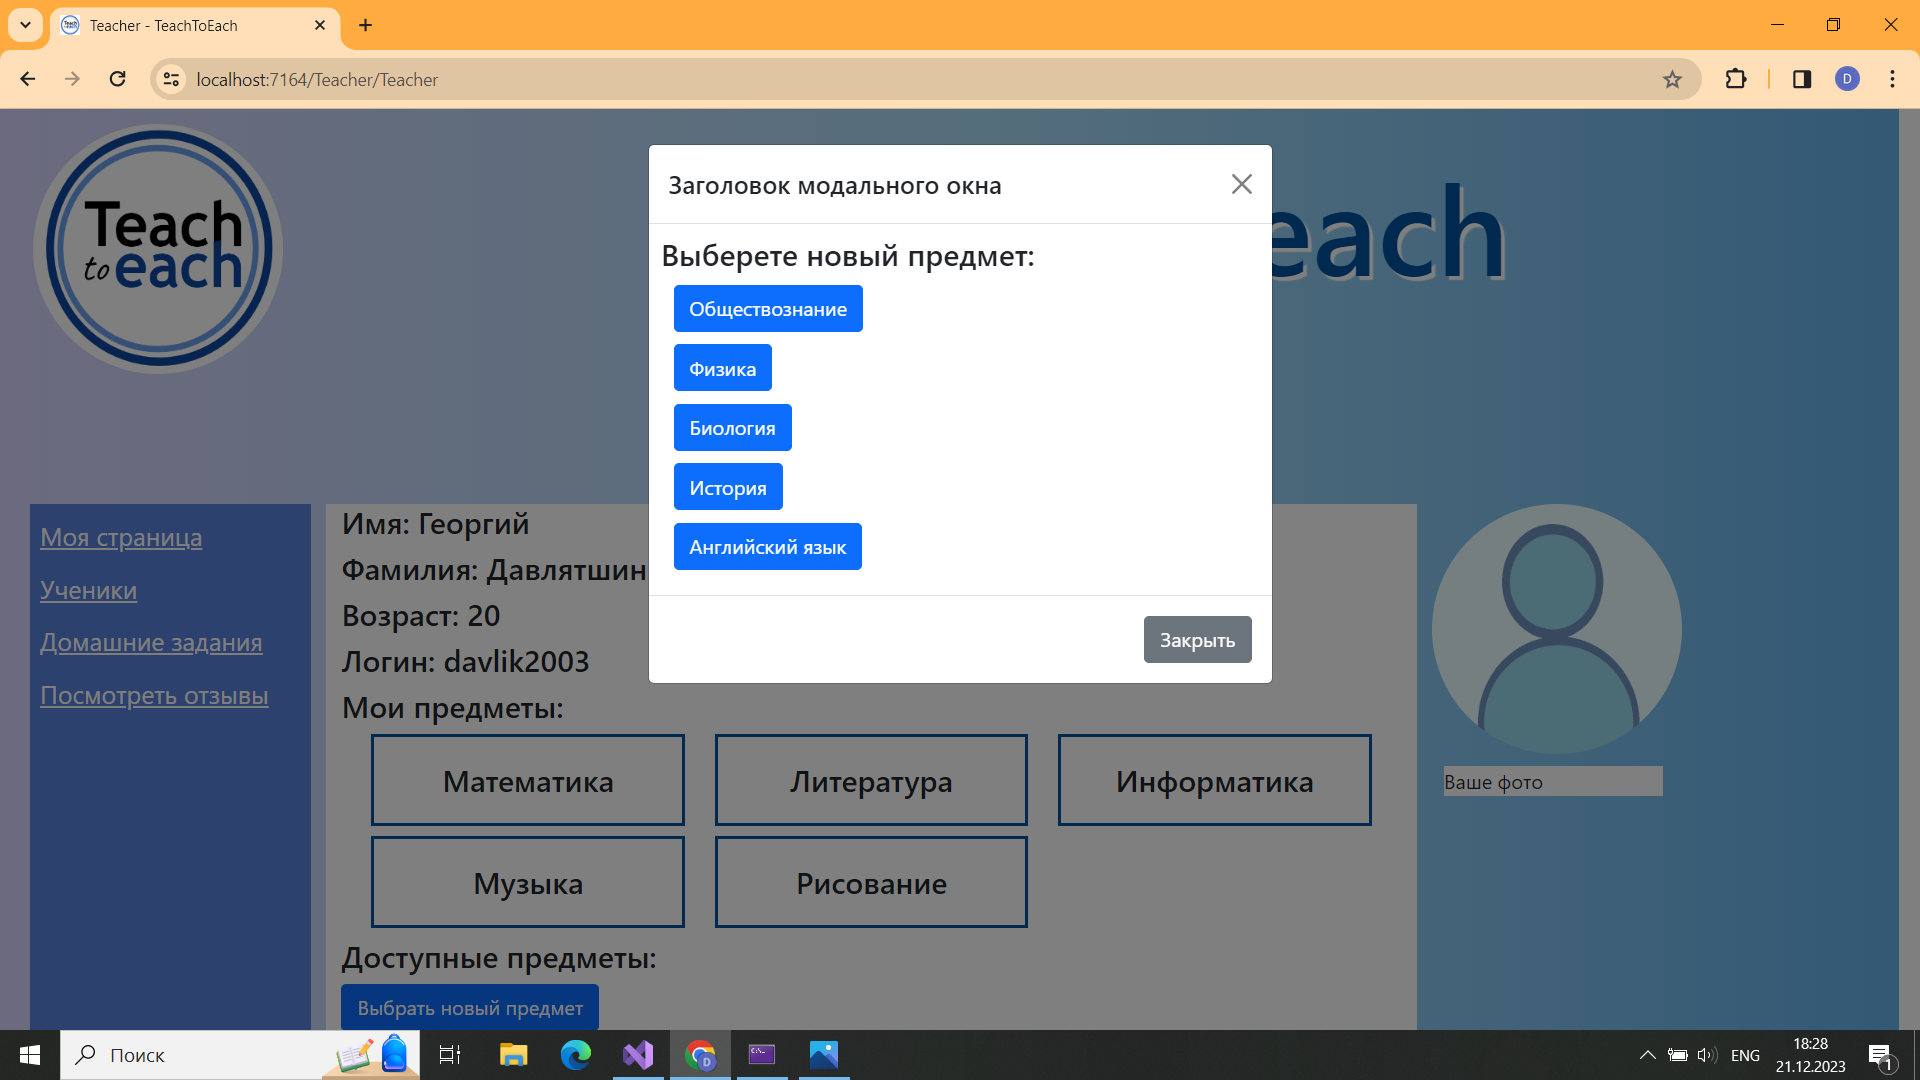 Teacher - TeachToEach
localhost:7164/Teacher/Teacher
D
Teach
to each
each
Заголовок модального окна
Выберете новый предмет:
Обществознание
Физика
Биология
История
Английский язык
Закрыть
Моя страница
Ученики
Домашние задания
Посмотреть отзывы
Имя: Георгий
Фамилия: Давлятшин
Возраст: 20
Логин: davlik2003
Мои предметы:
Математика
Литература
Информатика
Музыка
Рисование
Доступные предметы:
Выбрать новый предмет
Ваше фото
Поиск
D
ENG
18:28
21.12.2023
1